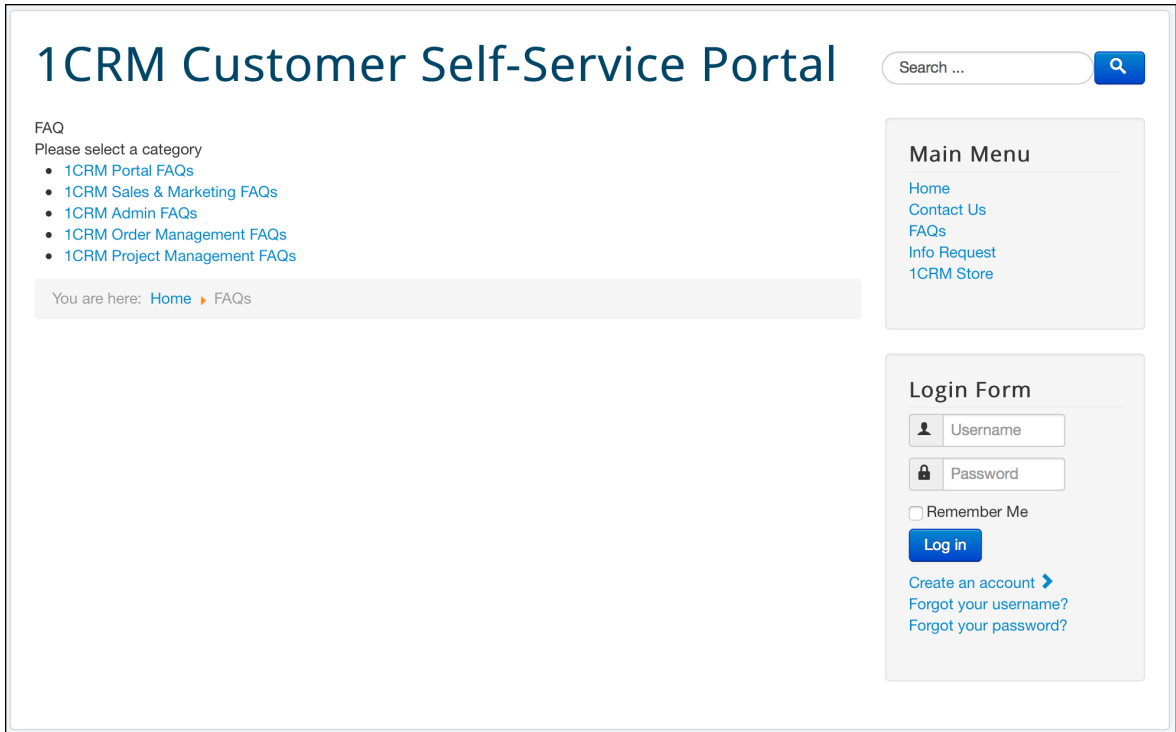 1CRM Customer Self-Service Portal
Search ...
FAQ
Please select a category
1CRM Portal FAQs
1CRM Sales & Marketing FAQs
1CRM Admin FAQs
1CRM Order Management FAQs
1CRM Project Management FAQs
You are here: Home FAQs
Main Menu
Home
Contact Us
FAQs
Info Request
1CRM Store
Login Form
Username
Password
Remember Me
Log in
Create an account
Forgot your username?
Forgot your password?